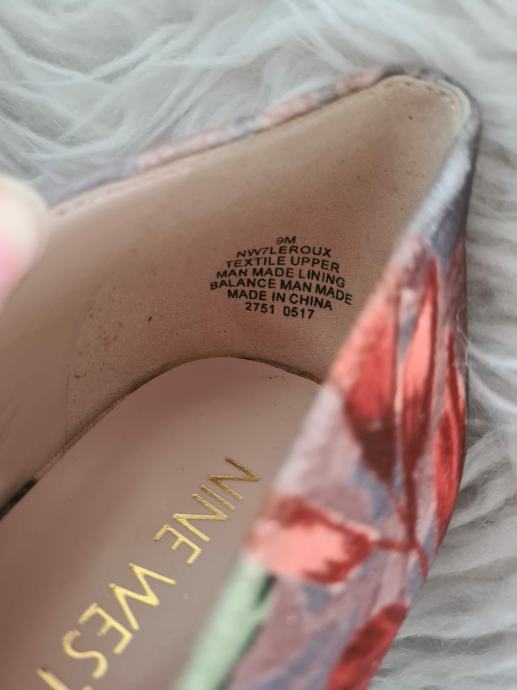 9M
NW7LEROUX
TEXTILE UPPER
MAN MADE LINING
BALANCE MAN MADE
MADE IN CHINA
2751 0517
NINE WEST